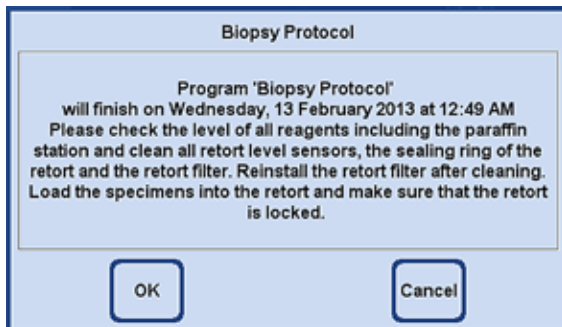 Biopsy Protocol
Program 'Biopsy Protocol'
will finish on Wednesday, 13 February 2013 at 12:49 AM
Please check the level of all reagents including the paraffin
station and clean all retort level sensors, the sealing ring of the
retort and the retort filter. Reinstall the retort filter after cleaning.
Load the specimens into the retort and make sure that the retort
is locked.
OK
Cancel